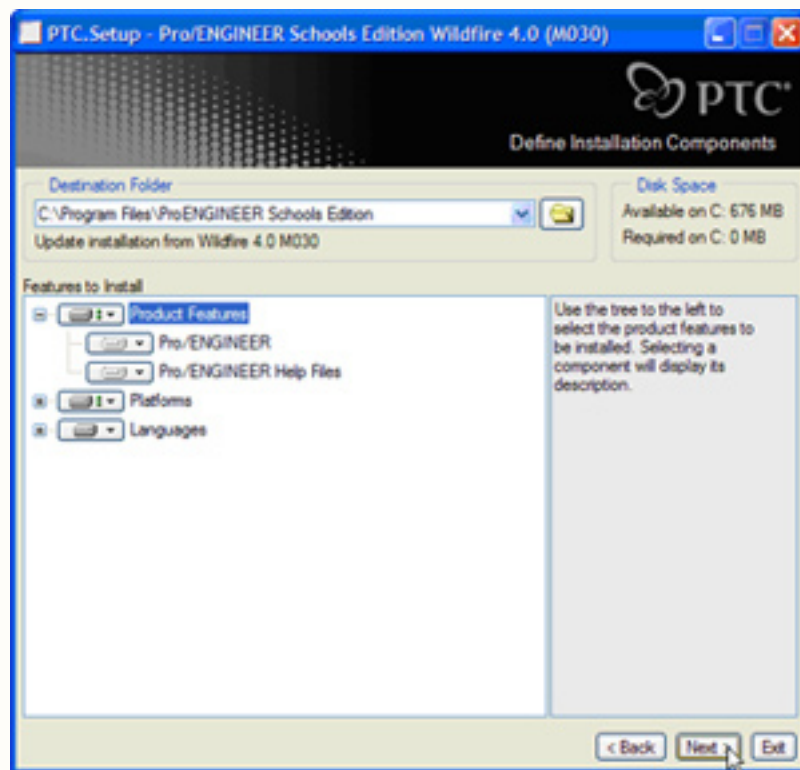 PTC.Setup - Pro/ENGINEER Schools Edition Wildfire 4.0 (M030)
PTC
Define Installation Components
Destination Folder
C:\Program Files\ProENGINEER Schools Edition
Update installation from Wildfire 4.0 M030
Disk Space
Available on C: 676 MB
Required on C: 0 MB
Features to Install
Product Features
Pro/ENGINEER
Pro/ENGINEER Help Files
Platforms
Languages
Use the tree to the left to
select the product features to
be installed. Selecting a
component will display its
description.
< Back Next > Exit